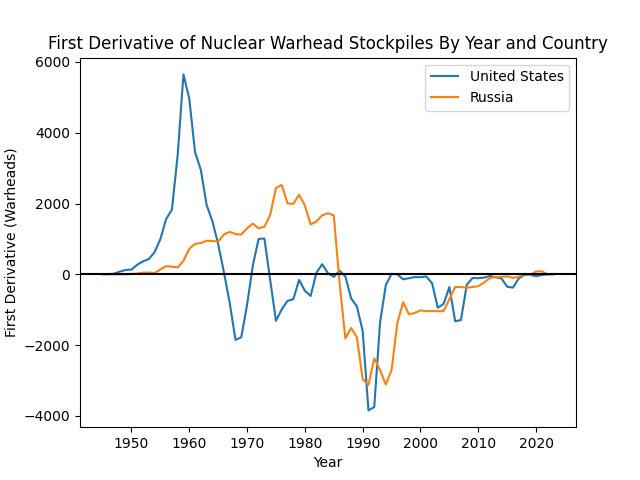 First Derivative of Nuclear Warhead Stockpiles By Year and Country
United States
Russia
First Derivative (Warheads)
6000
4000
2000
0
−2000
−4000
1950 1960 1970 1980 1990 2000 2010 2020
Year